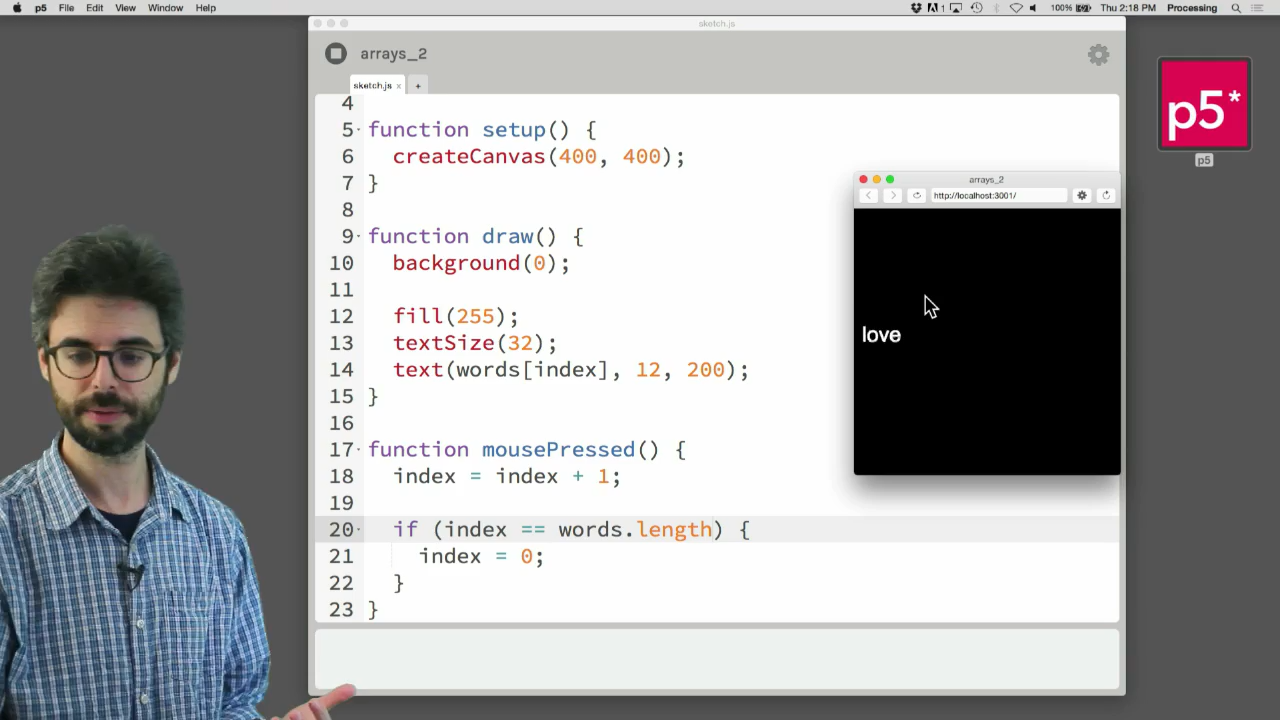 p5 File Edit View Window Help
1 100% Thu 2:18 PM Processing
sketch.js
arrays_2
sketch.js x +
4
5 function setup() {
6 createCanvas(400, 400);
7 }
8
9 function draw() {
10 background(0);
11
12 fill(255);
13 textSize(32);
14 text(words[index], 12, 200);
15 }
16
17 function mousePressed() {
18 index = index + 1;
19
20 if (index == words.length) {
21 index = 0;
22 }
23 }
arrays_2
http://localhost:3001/
love
p5*
p5